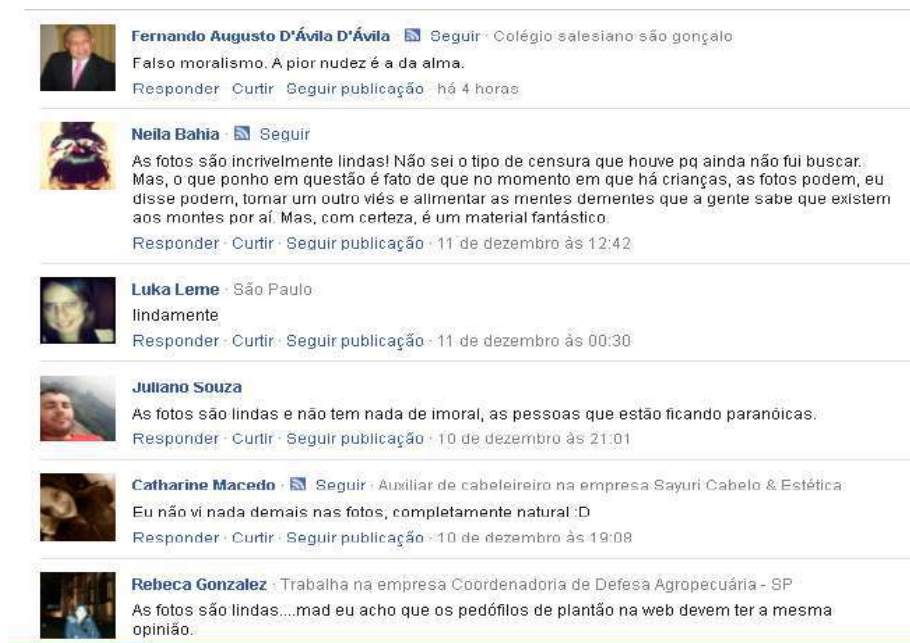 Fernando Augusto D'Ávila D'Ávila · Seguir · Colégio salesiano são gonçalo
Falso moralismo. A pior nudez é a da alma.
Responder · Curtir · Seguir publicação · há 4 horas
Neila Bahia · Seguir
As fotos são incrivelmente lindas! Não sei o tipo de censura que houve pq ainda não fui buscar.
Mas, o que ponho em questão é fato de que no momento em que há crianças, as fotos podem, eu
disse podem, tomar um outro viés e alimentar as mentes dementes que a gente sabe que existem
aos montes por aí. Mas, com certeza, é um material fantástico.
Responder · Curtir · Seguir publicação · 11 de dezembro às 12:42
Luka Leme · São Paulo
lindamente
Responder · Curtir · Seguir publicação · 11 de dezembro às 00:30
Juliano Souza
As fotos são lindas e não tem nada de imoral, as pessoas que estão ficando paranóicas.
Responder · Curtir · Seguir publicação · 10 de dezembro às 21:01
Catharine Macedo · Seguir · Auxiliar de cabeleireiro na empresa Sayuri Cabelo & Estética
Eu não vi nada demais nas fotos, completamente natural :D
Responder · Curtir · Seguir publicação · 10 de dezembro às 19:08
Rebeca Gonzalez · Trabalha na empresa Coordenadoria de Defesa Agropecuária - SP
As fotos são lindas....mad eu acho que os pedófilos de plantão na web devem ter a mesma
opinião.